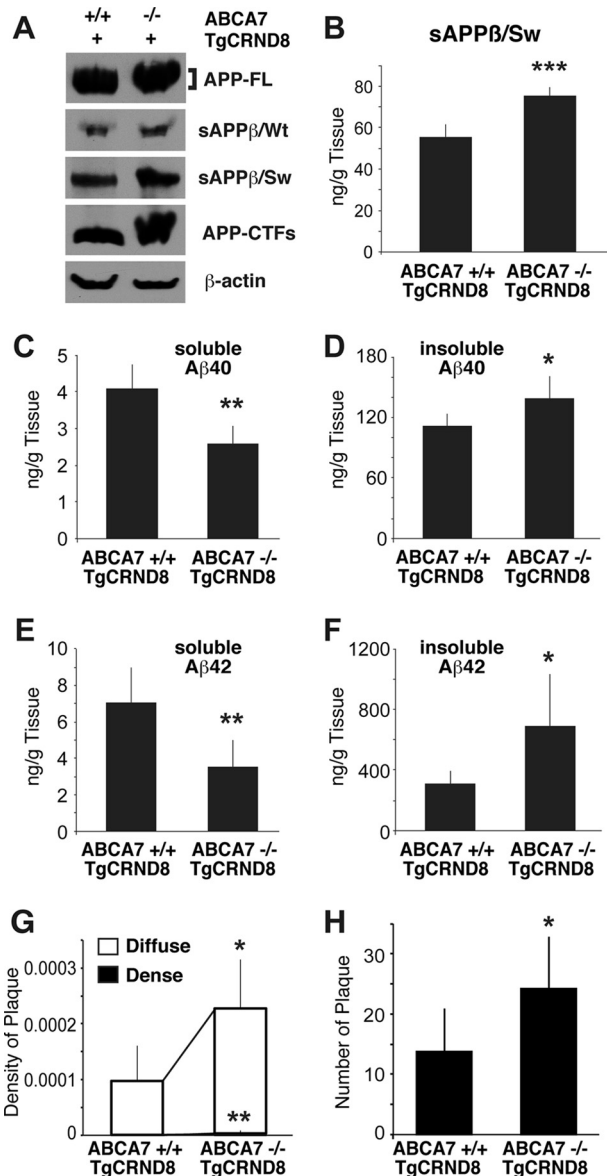 A
+/+ -/- ABCA7
+ + TgCRND8
APP-FL
sAPPβ/Wt
sAPPβ/Sw
APP-CTFs
β-actin
B
sAPPß/Sw
ng/g Tissue
80
60
40
20
0
***
ABCA7 +/+ ABCA7 -/-
TgCRND8 TgCRND8
C
soluble
Aβ40
ng/g Tissue
5
4
3
2
1
0
**
ABCA7 +/+ ABCA7 -/-
TgCRND8 TgCRND8
D
insoluble
Aβ40
ng/g Tissue
180
120
60
0
*
ABCA7 +/+ ABCA7 -/-
TgCRND8 TgCRND8
E
soluble
Aβ42
ng/g Tissue
10
8
6
4
2
0
**
ABCA7 +/+ ABCA7 -/-
TgCRND8 TgCRND8
F
insoluble
Aβ42
ng/g Tissue
1200
800
400
0
*
ABCA7 +/+ ABCA7 -/-
TgCRND8 TgCRND8
G
Diffuse
Dense
Density of Plaque
0.0003
0.0002
0.0001
0
*
**
ABCA7 +/+ ABCA7 -/-
TgCRND8 TgCRND8
H
Number of Plaque
30
20
10
0
*
ABCA7 +/+ ABCA7 -/-
TgCRND8 TgCRND8